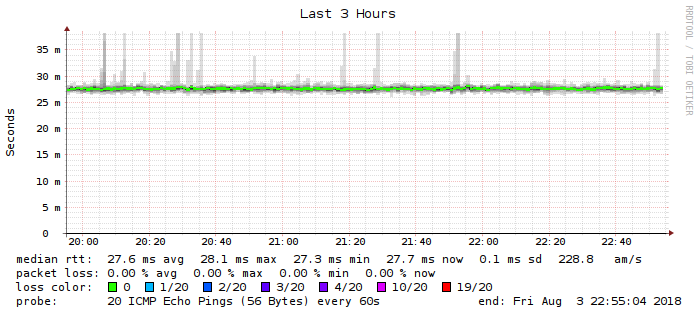 Last 3 Hours
RRDTOOL / TOBI OETIKER
Seconds
35 m
30 m
25 m
20 m
15 m
10 m
5 m
0
20:00 20:20 20:40 21:00 21:20 21:40 22:00 22:20 22:40
median rtt: 27.6 ms avg 28.1 ms max 27.3 ms min 27.7 ms now 0.1 ms sd 228.8 am/s
packet loss: 0.00 % avg 0.00 % max 0.00 % min 0.00 % now
loss color: 0 1/20 2/20 3/20 4/20 10/20 19/20
probe: 20 ICMP Echo Pings (56 Bytes) every 60s end: Fri Aug 3 22:55:04 2018